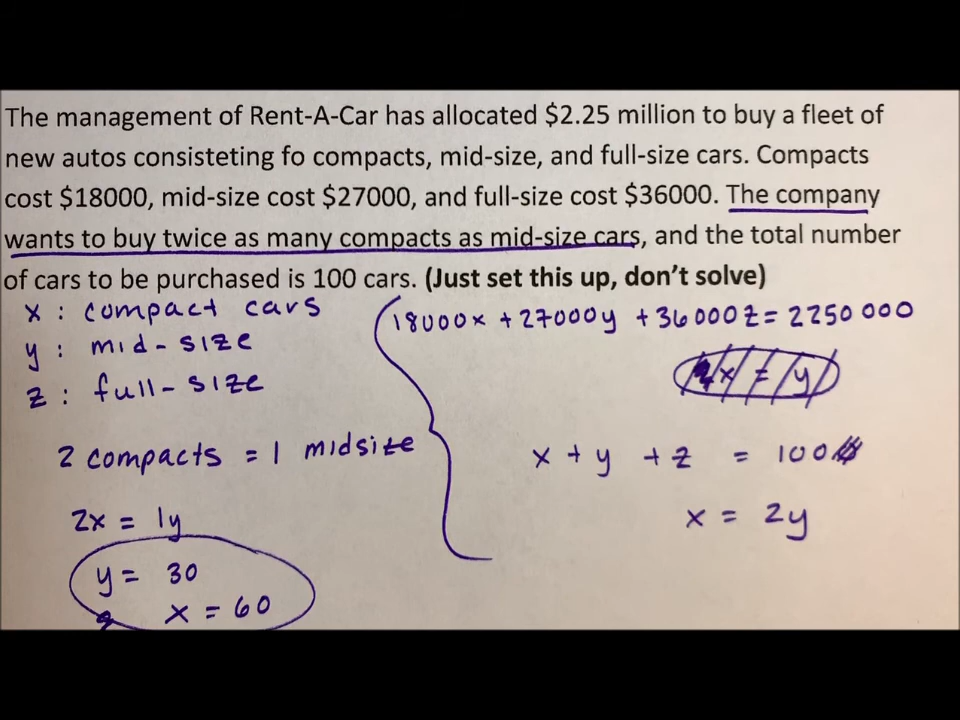 The management of Rent-A-Car has allocated $2.25 million to buy a fleet of
new autos consisteting fo compacts, mid-size, and full-size cars. Compacts
cost $18000, mid-size cost $27000, and full-size cost $36000. The company
wants to buy twice as many compacts as mid-size cars, and the total number
of cars to be purchased is 100 cars. (Just set this up, don't solve)
x : compact cars
y : mid-size
z : full-size
2 compacts = 1 midsize
2x = 1y
y = 30
x = 60
18000x + 27000y + 36000z = 2250 000
x = y
x + y + z = 100
x = 2y